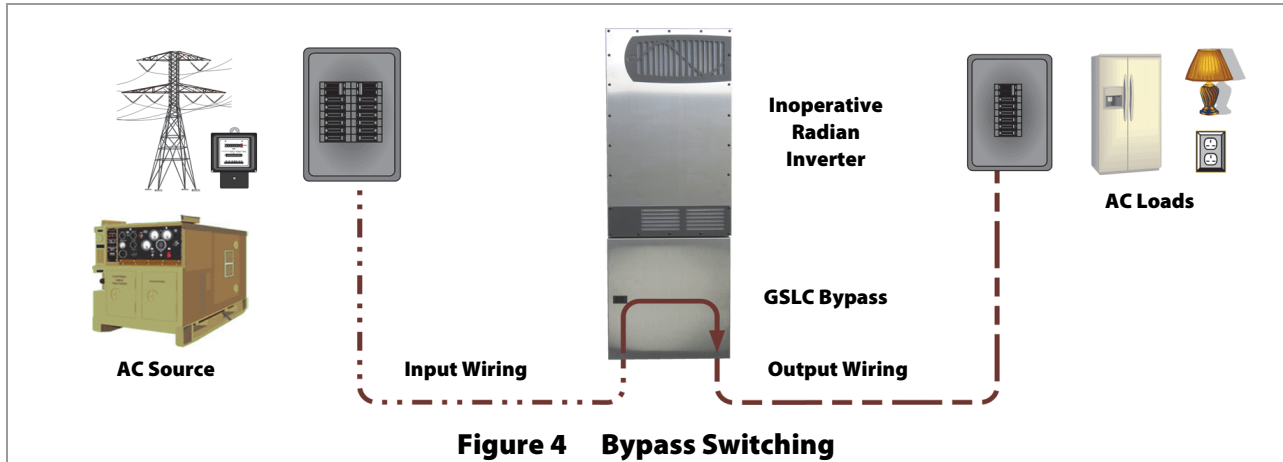 Inoperative
Radian
Inverter
AC Loads
GSLC Bypass
AC Source
Input Wiring
Output Wiring
Figure 4 Bypass Switching